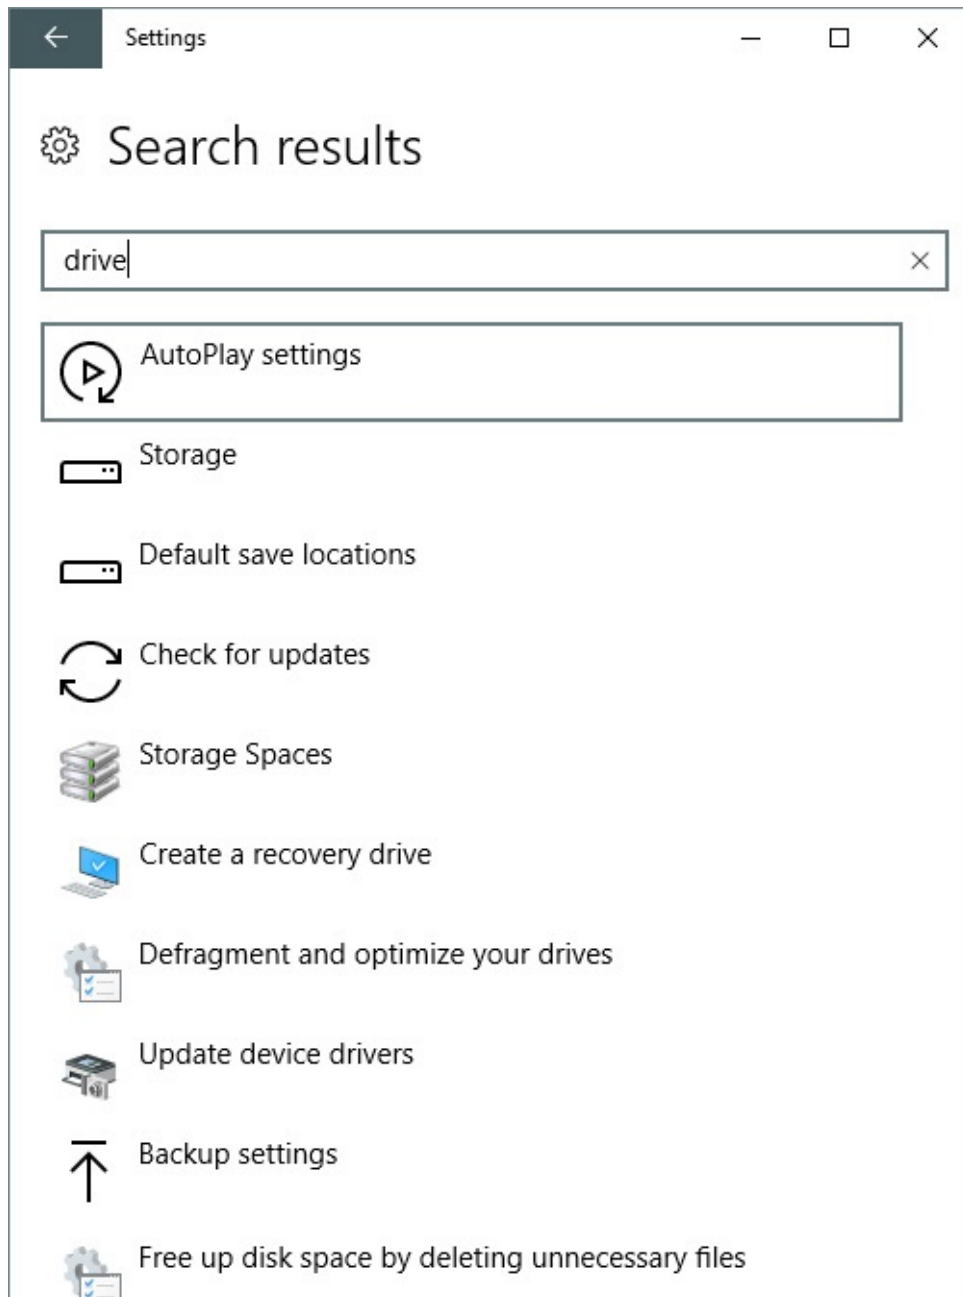 Settings
Search results
drive
AutoPlay settings
Storage
Default save locations
Check for updates
Storage Spaces
Create a recovery drive
Defragment and optimize your drives
Update device drivers
Backup settings
Free up disk space by deleting unnecessary files